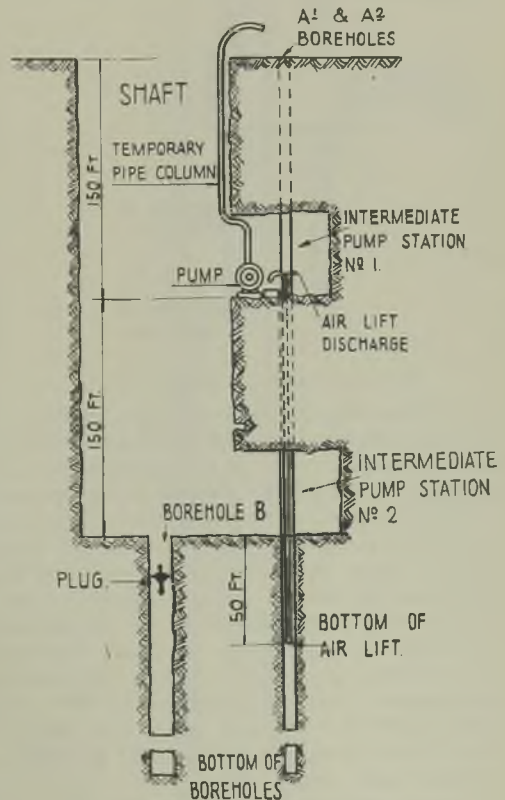 A1 & A2
BOREHOLES
SHAFT
TEMPORARY
PIPE COLUMN
150 FT.
INTERMEDIATE
PUMP STATION
Nº 1.
PUMP
AIR LIFT
DISCHARGE
150 FT.
INTERMEDIATE
PUMP STATION
Nº 2
BOREHOLE B
PLUG.
50 FT.
BOTTOM OF
AIR LIFT.
BOTTOM OF
BOREHOLES